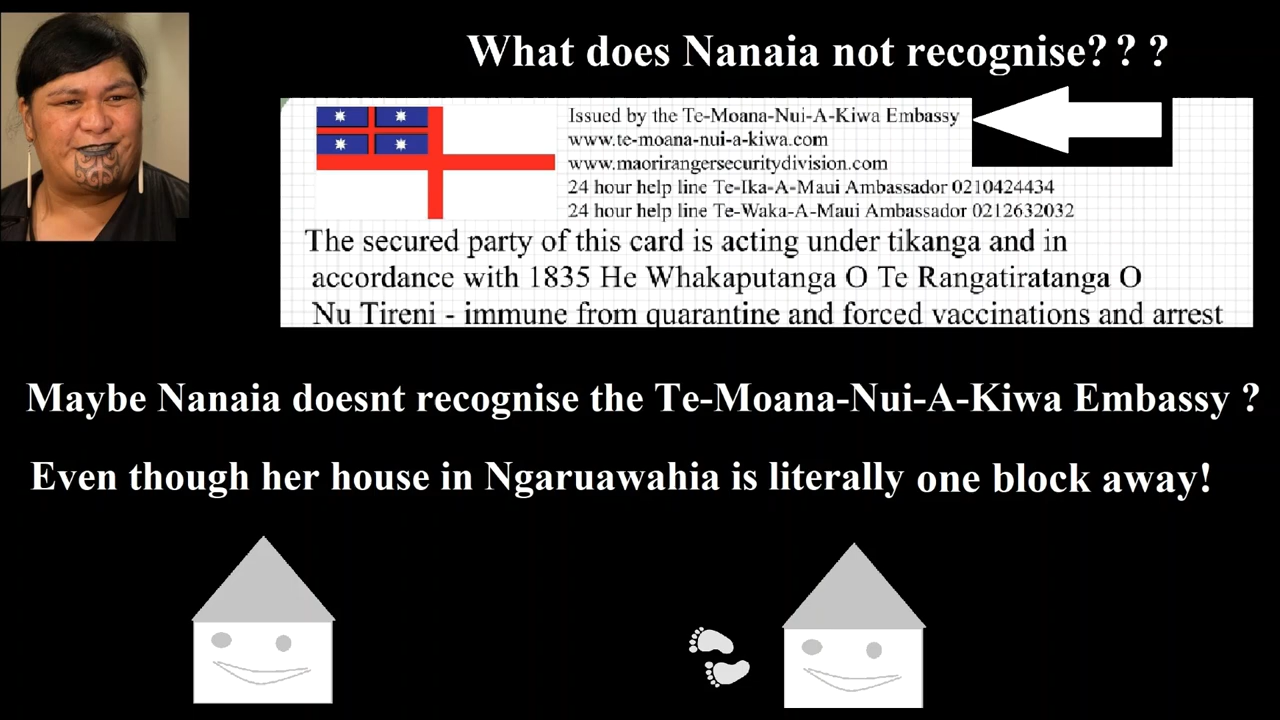 What does Nanaia not recognise? ? ?
Issued by the Te-Moana-Nui-A-Kiwa Embassy
www.te-moana-nui-a-kiwa.com
www.maorirangersecuritydivision.com
24 hour help line Te-Ika-A-Maui Ambassador 0210424434
24 hour help line Te-Waka-A-Maui Ambassador 0212632032
The secured party of this card is acting under tikanga and in
accordance with 1835 He Whakaputanga O Te Rangatiratanga O
Nu Tireni - immune from quarantine and forced vaccinations and arrest
Maybe Nanaia doesnt recognise the Te-Moana-Nui-A-Kiwa Embassy ?
Even though her house in Ngaruawahia is literally one block away!